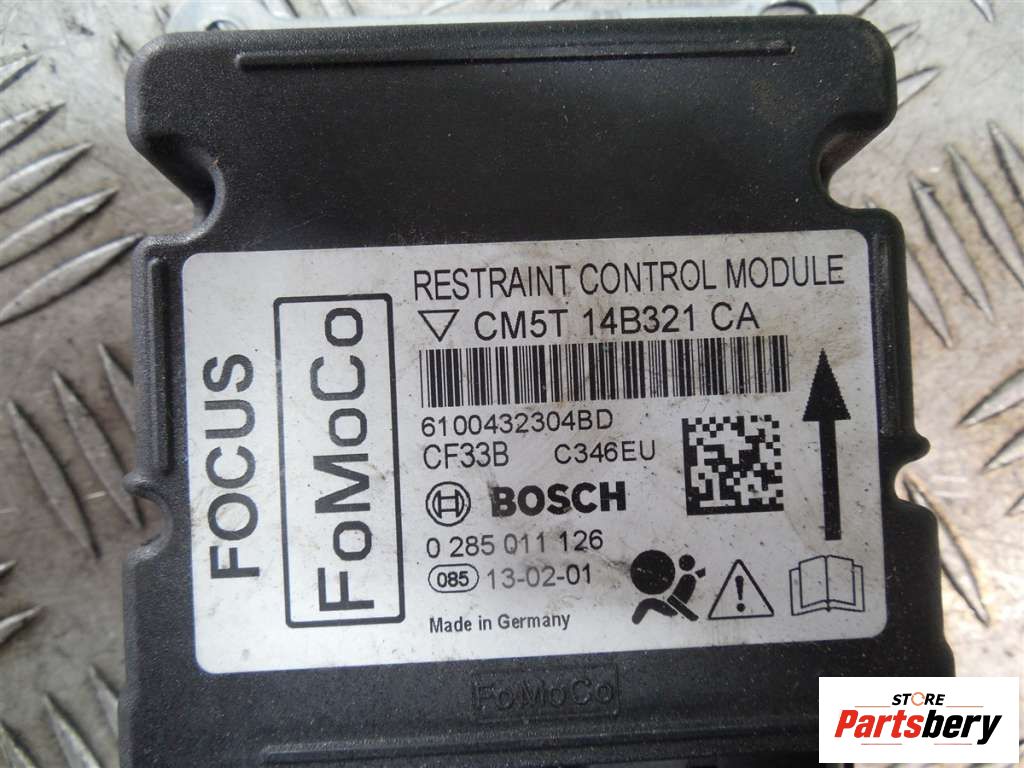 RESTRAINT CONTROL MODULE
CM5T 14B321 CA
6100432304BD
CF33B C346EU
BOSCH
0 285 011 126
085 13-02-01
Made in Germany
FOCUS
FoMoCo
FoMoCo
STORE
Partsbery